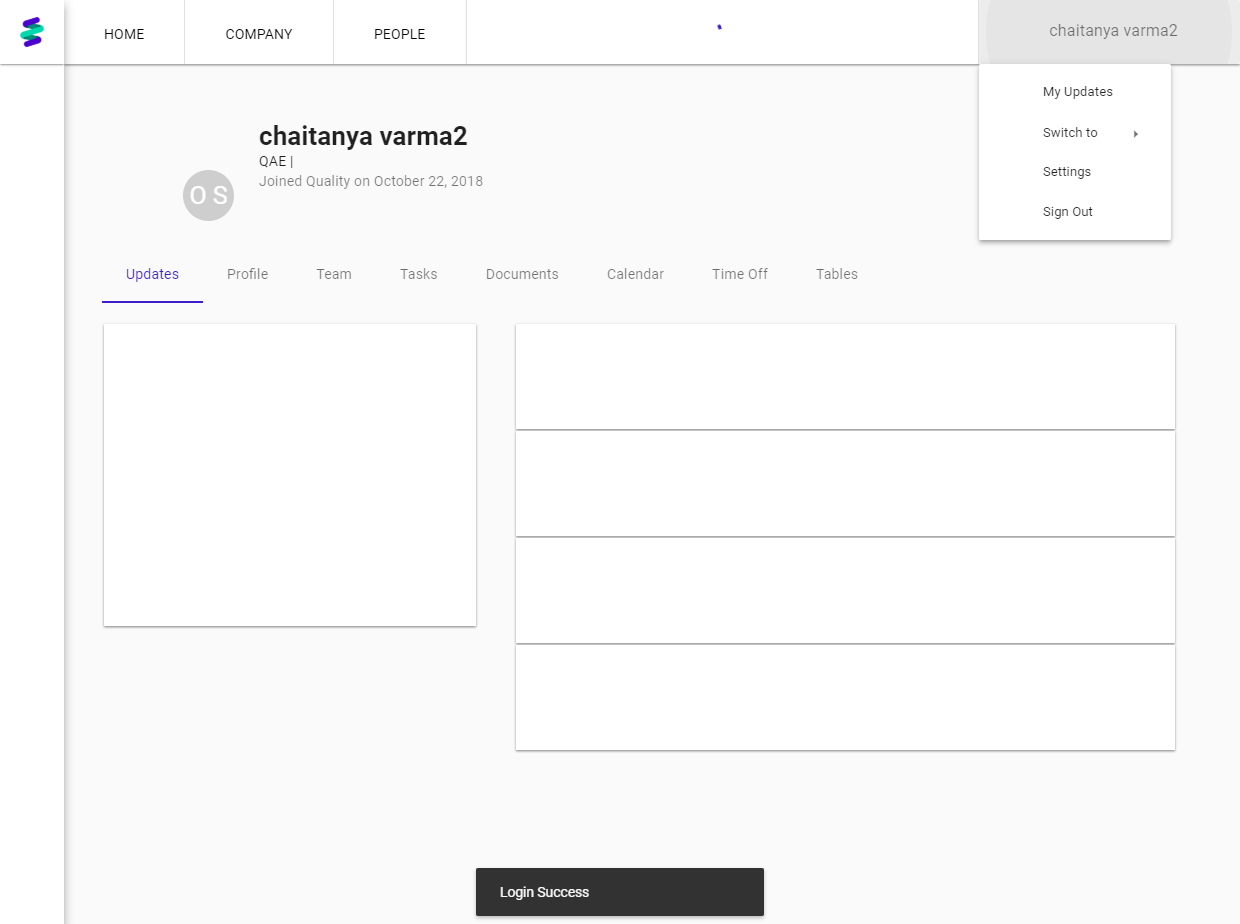 HOME
COMPANY
PEOPLE
chaitanya varma2
My Updates
Switch to
Settings
Sign Out
chaitanya varma2
QAE |
Joined Quality on October 22, 2018
O S
Updates
Profile
Team
Tasks
Documents
Calendar
Time Off
Tables
Login Success